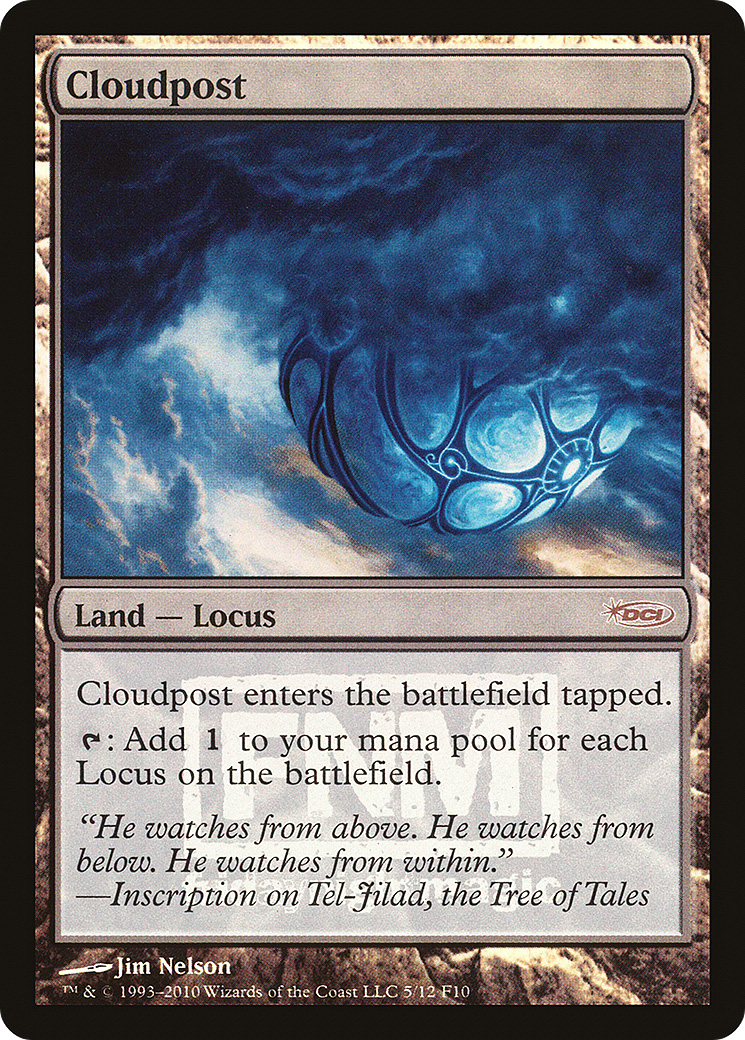 Cloudpost
Land — Locus
DCI
Cloudpost enters the battlefield tapped.
: Add 1 to your mana pool for each
Locus on the battlefield.
FNM
“He watches from above. He watches from
below. He watches from within.”
—Inscription on Tel-Jilad, the Tree of Tales
Jim Nelson
™ & © 1993–2010 Wizards of the Coast LLC 5/12 F10